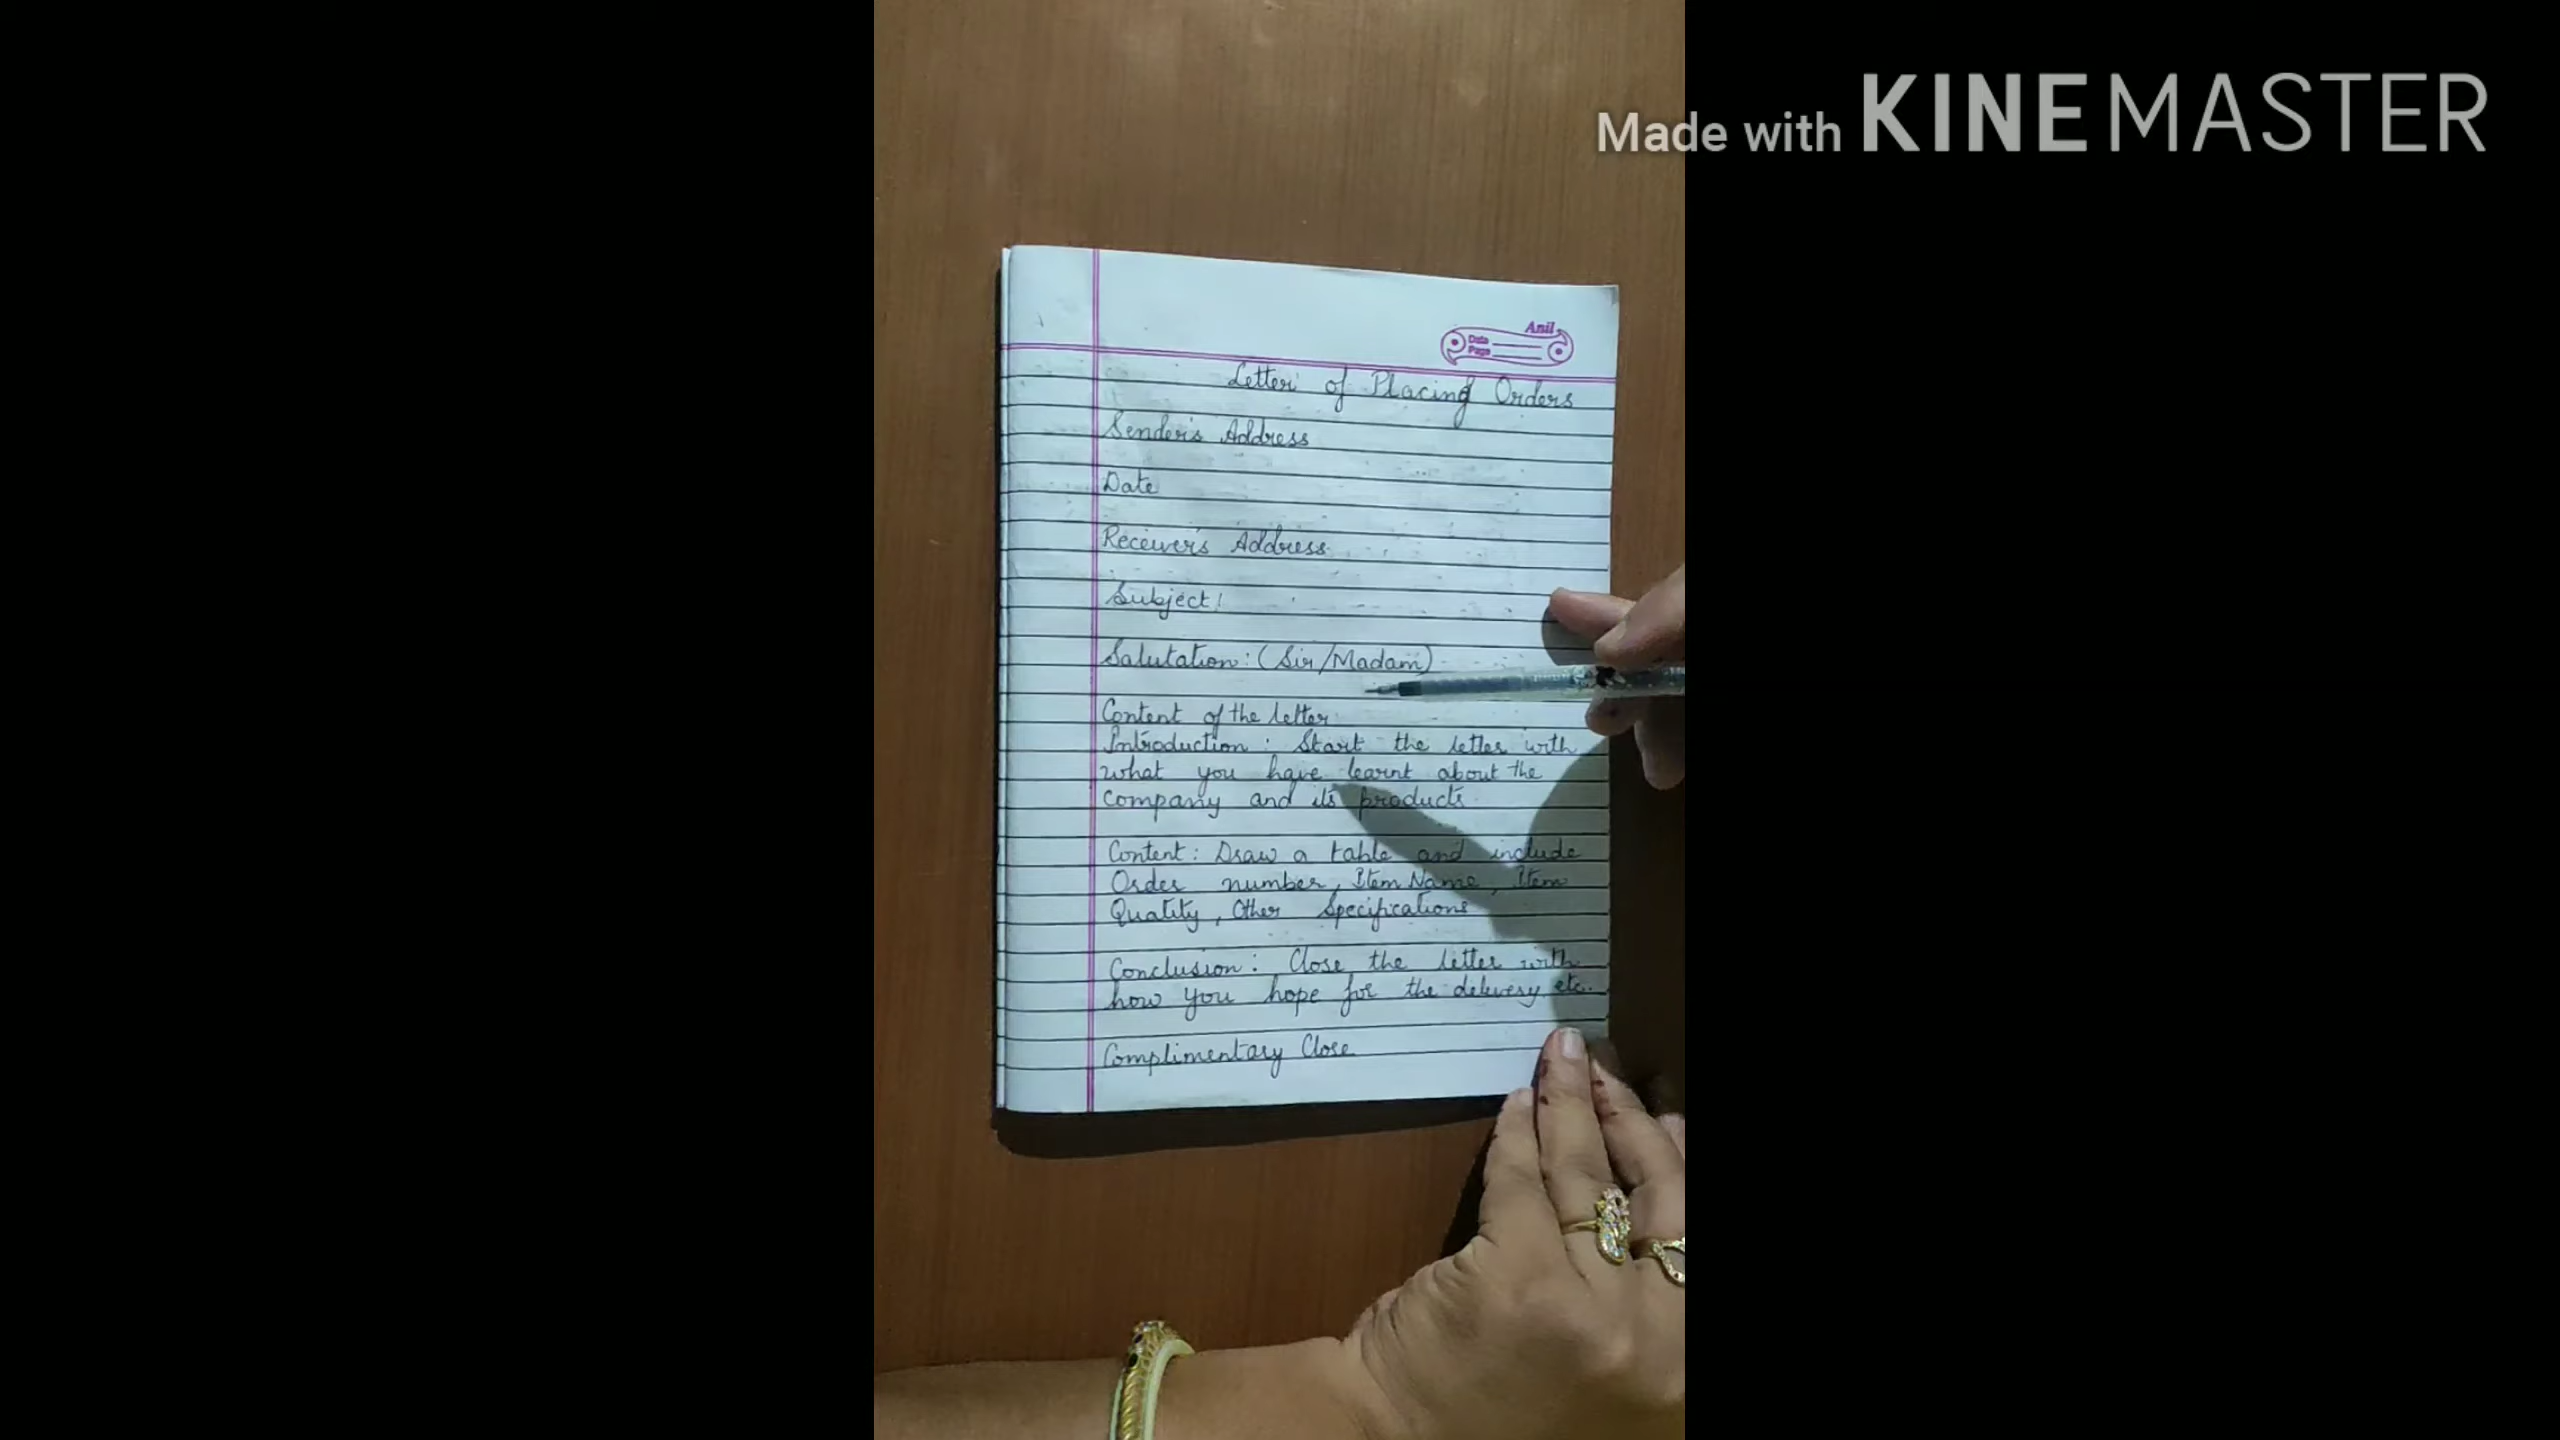 Made with KINEMASTER
Anil
Date
Page
Letter of Placing Orders
Sender's Address
Date
Receiver's Address
Subject:
Salutation: (Sir/Madam)
Content of the letter
Introduction: Start the letter with
what you have learnt about the
company and its products.
Content: Draw a table and include
Order number, Item Name, Item
Quality, Other Specifications
Conclusion: Close the letter with
how you hope for the delivery etc.
Complimentary Close